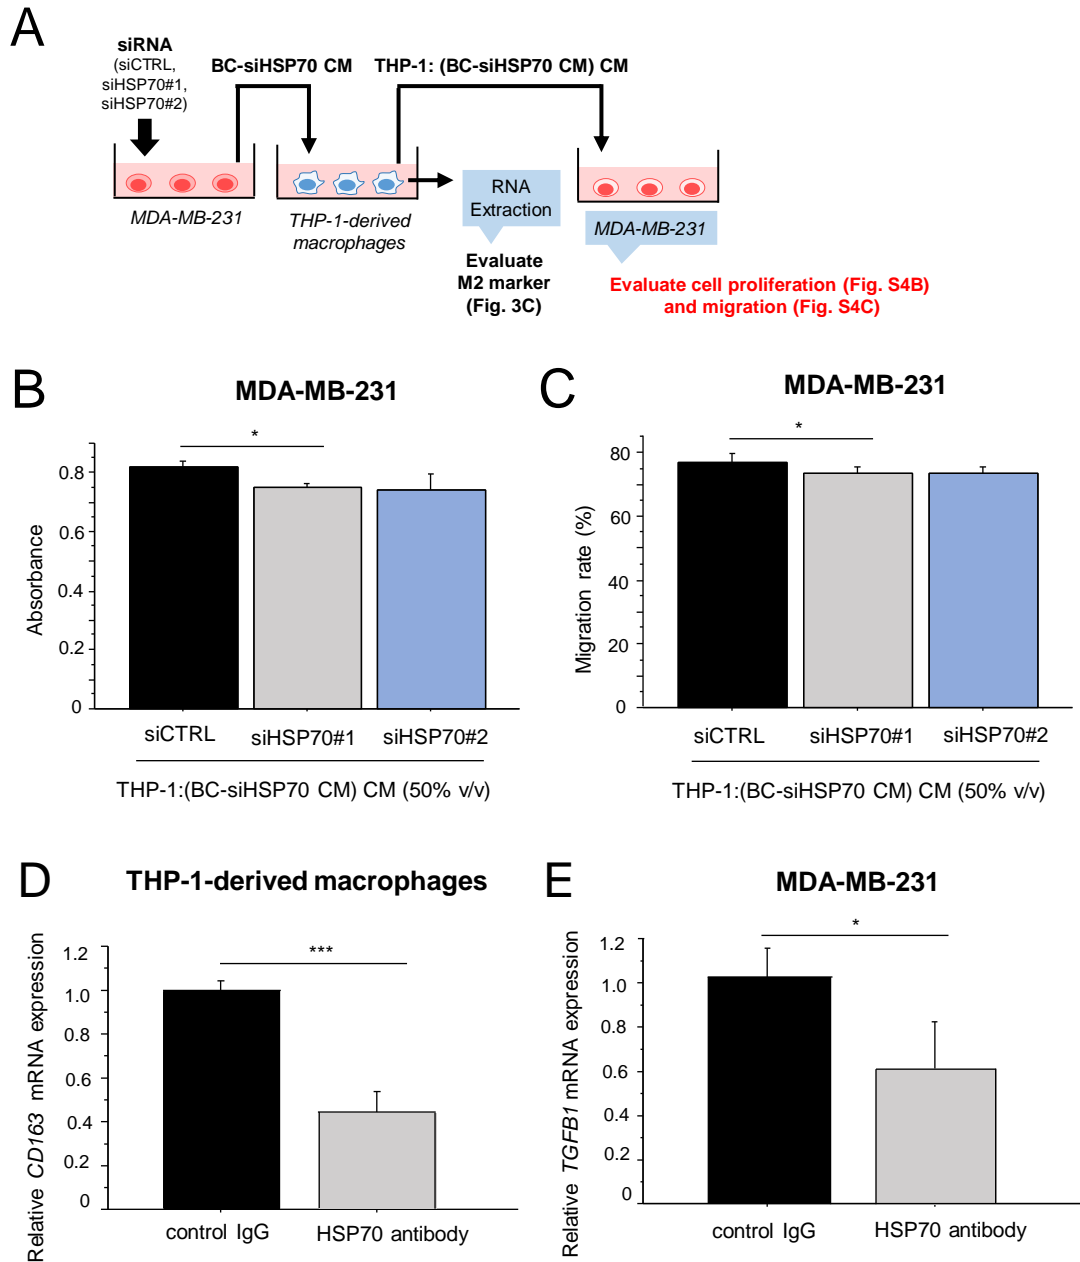 A
siRNA
(siCTRL,
siHSP70#1,
siHSP70#2)
BC-siHSP70 CM
THP-1: (BC-siHSP70 CM) CM
MDA-MB-231
THP-1-derived
macrophages
RNA
Extraction
MDA-MB-231
Evaluate
M2 marker
(Fig. 3C)
Evaluate cell proliferation (Fig. S4B)
and migration (Fig. S4C)
B
MDA-MB-231
*
Absorbance
0.8
0.6
0.4
0.2
0
siCTRL
siHSP70#1
siHSP70#2
THP-1:(BC-siHSP70 CM) CM (50% v/v)
C
MDA-MB-231
*
Migration rate (%)
80
60
40
20
0
siCTRL
siHSP70#1
siHSP70#2
THP-1:(BC-siHSP70 CM) CM (50% v/v)
D
THP-1-derived macrophages
***
Relative CD163 mRNA expression
1.2
1.0
0.8
0.6
0.4
0.2
0
control IgG
HSP70 antibody
E
MDA-MB-231
*
Relative TGFB1 mRNA expression
1.2
1.0
0.8
0.6
0.4
0.2
0
control IgG
HSP70 antibody